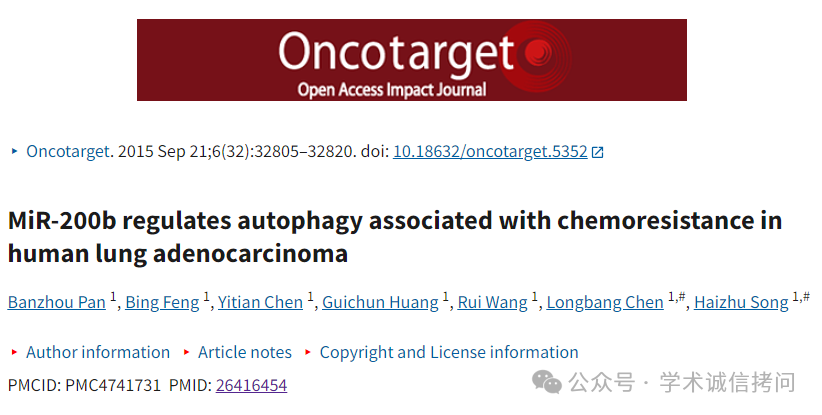 Oncotarget
Open Access Impact Journal
▸ Oncotarget. 2015 Sep 21;6(32):32805–32820. doi: 10.18632/oncotarget.5352
MiR-200b regulates autophagy associated with chemoresistance in
human lung adenocarcinoma
Banzhou Pan 1, Bing Feng 1, Yitian Chen 1, Guichun Huang 1, Rui Wang 1, Longbang Chen 1,#, Haizhu Song 1,#
▸ Author information ▸ Article notes ▸ Copyright and License information
PMCID: PMC4741731 PMID: 26416454
公众号 · 学术诚信拷问